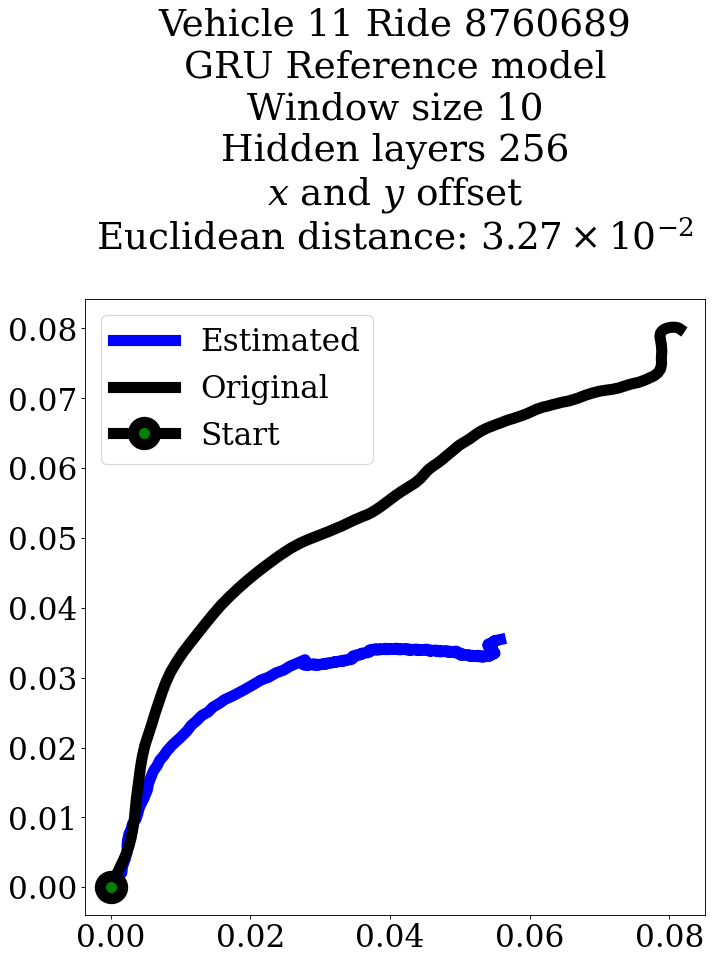 Vehicle 11 Ride 8760689
GRU Reference model
Window size 10
Hidden layers 256
x and y offset
Euclidean distance: 3.27 × 10⁻²
Estimated
Original
Start
0.08
0.07
0.06
0.05
0.04
0.03
0.02
0.01
0.00
0.00 0.02 0.04 0.06 0.08